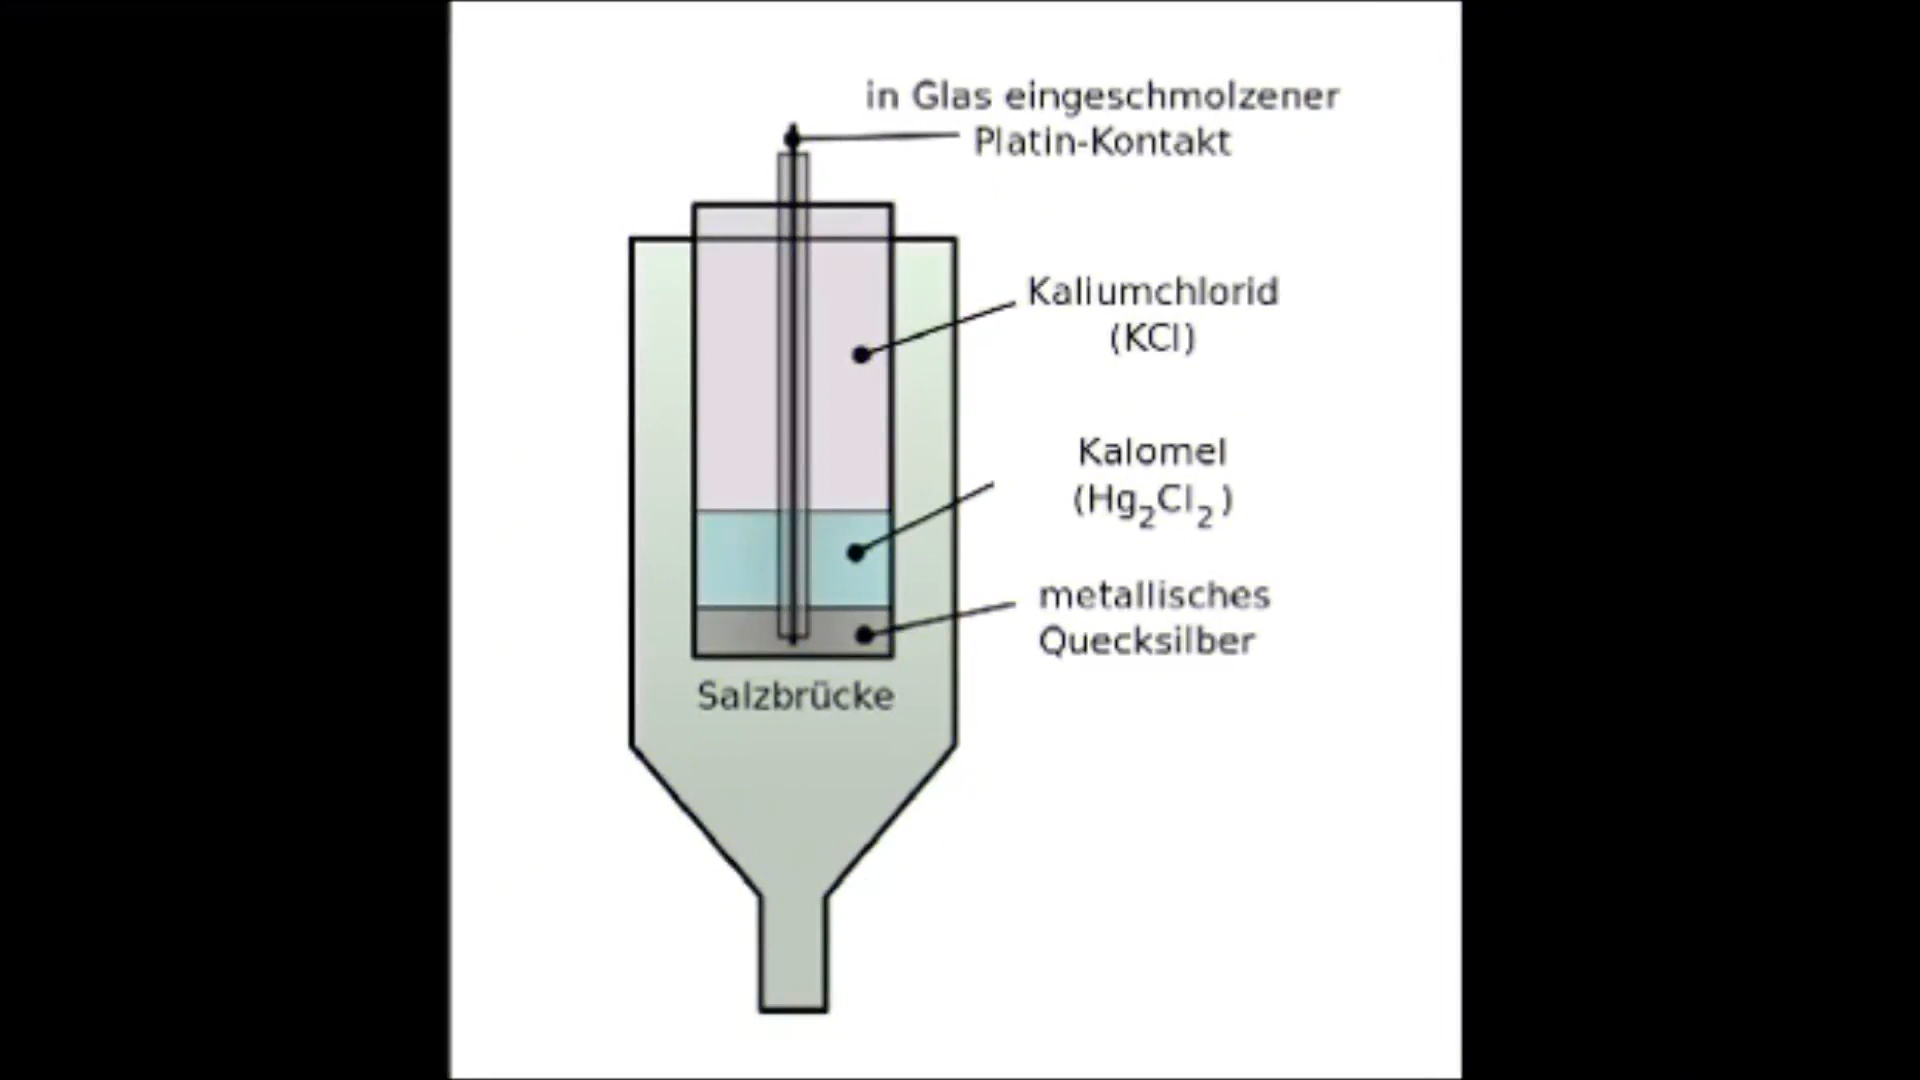 in Glas eingeschmolzener
Platin-Kontakt
Kaliumchlorid
(KCl)
Kalomel
(Hg₂Cl₂)
metallisches
Quecksilber
Salzbrücke